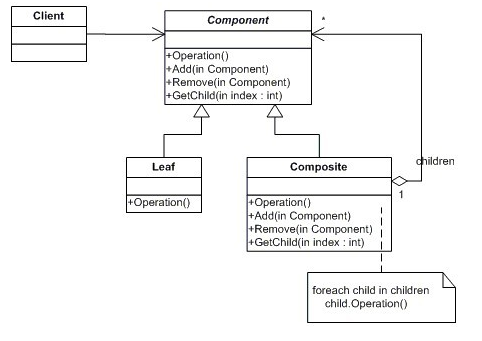 Client
Component
*
+Operation()
+Add(in Component)
+Remove(in Component)
+GetChild(in index : int)
Leaf
+Operation()
Composite
+Operation()
+Add(in Component)
+Remove(in Component)
+GetChild(in index : int)
children
1
foreach child in children
child.Operation()